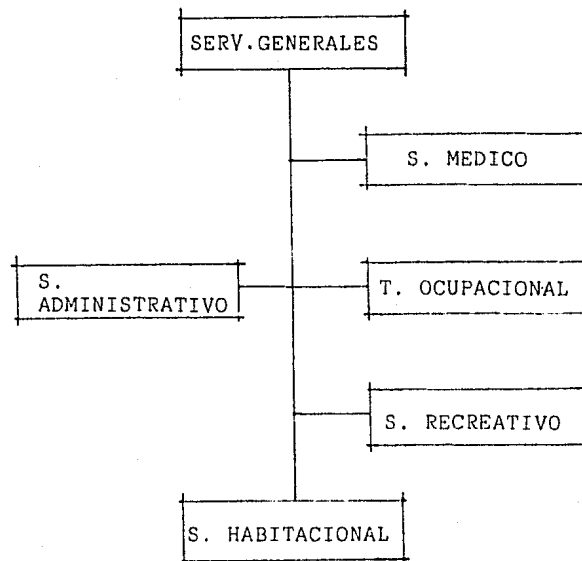 SERV.GENERALES
S. MEDICO
S.
ADMINISTRATIVO
T. OCUPACIONAL
S. RECREATIVO
S. HABITACIONAL